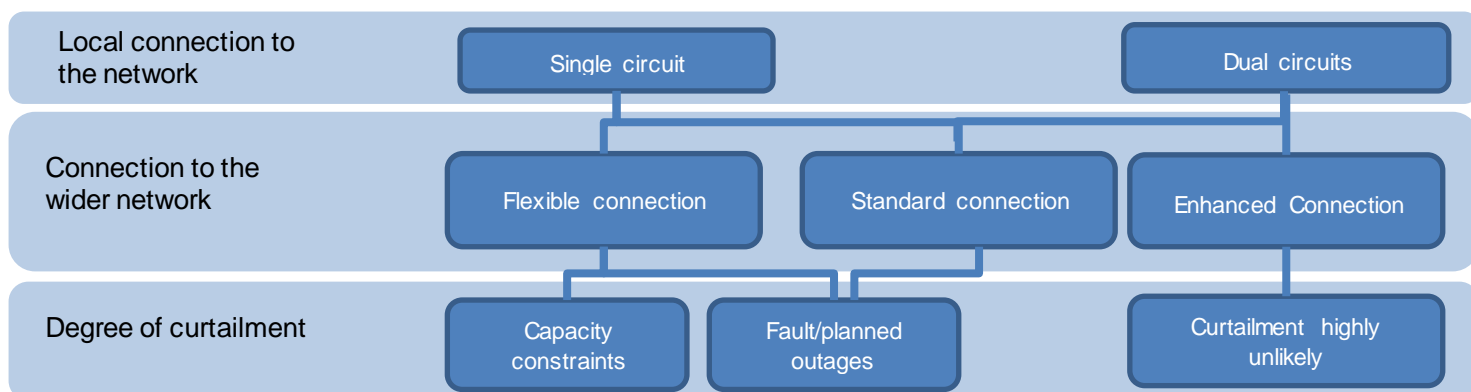 Local connection to
the network
Single circuit
Dual circuits
Connection to the
wider network
Flexible connection
Standard connection
Enhanced Connection
Degree of curtailment
Capacity
constraints
Fault/planned
outages
Curtailment highly
unlikely